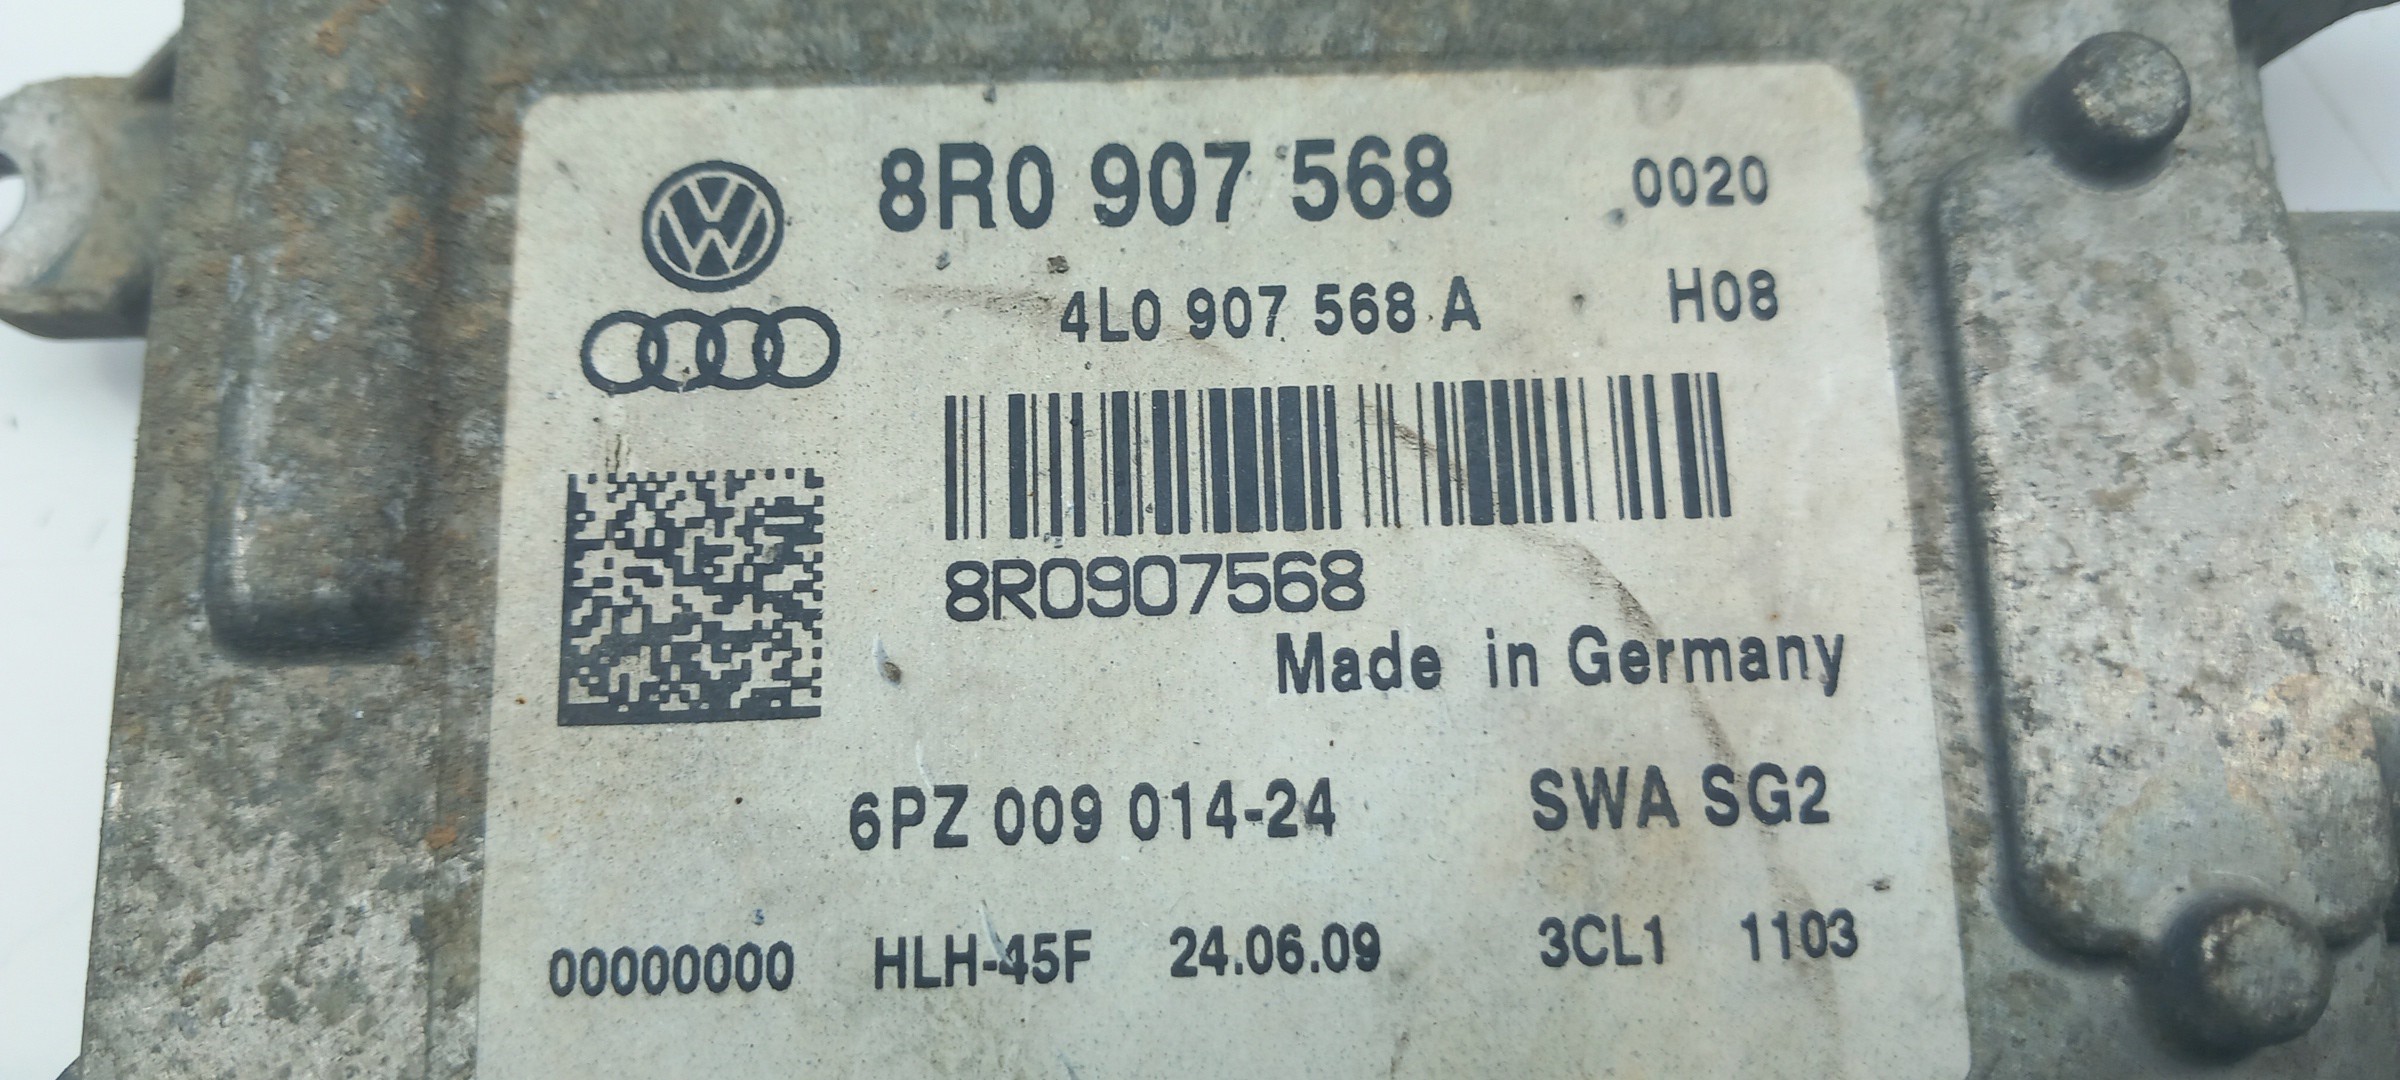 8R0 907 568 0020
4L0 907 568 A H08
8R0907568
Made in Germany
6PZ 009 014-24 SWA SG2
00000000 HLH-45F 24.06.09 3CL1 1103